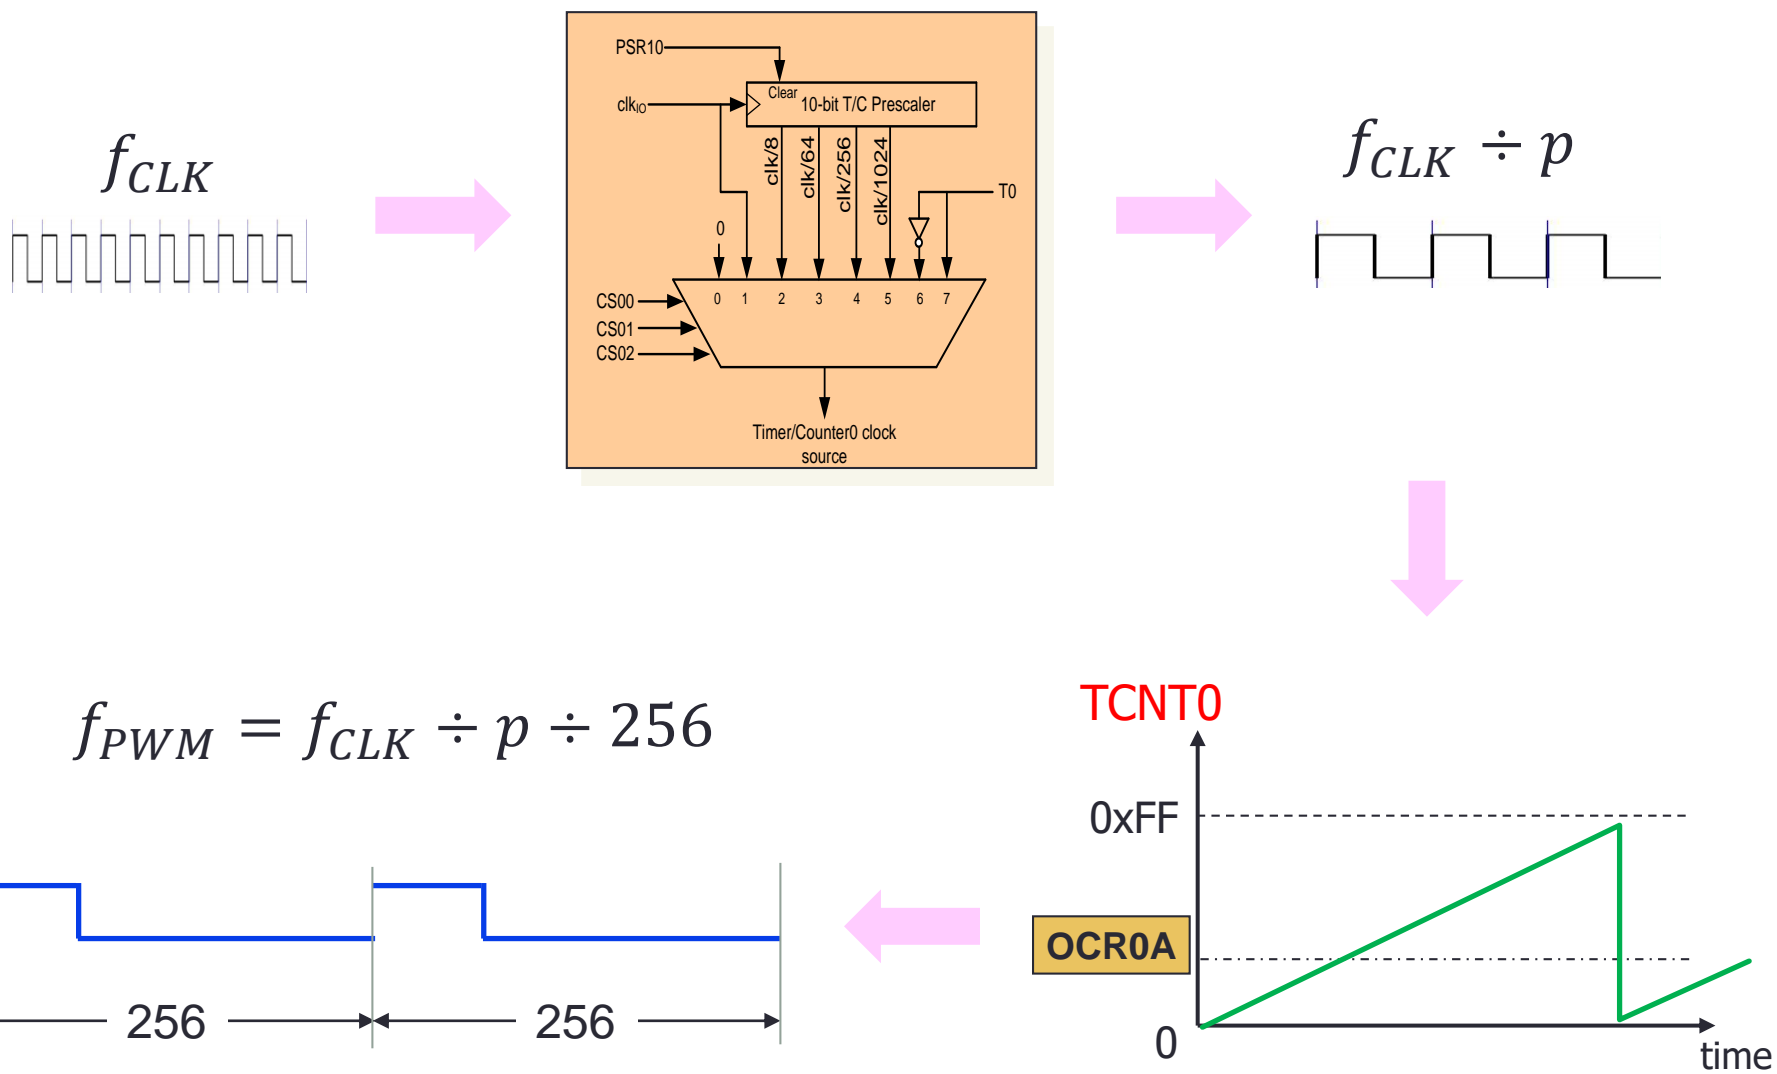 f_CLK
PSR10
clk_IO
Clear
10-bit T/C Prescaler
clk/8
clk/64
clk/256
clk/1024
T0
0
0 1 2 3 4 5 6 7
CS00
CS01
CS02
Timer/Counter0 clock
source
f_CLK ÷ p
f_PWM = f_CLK ÷ p ÷ 256
256 256
TCNT0
0xFF
OCR0A
0
time